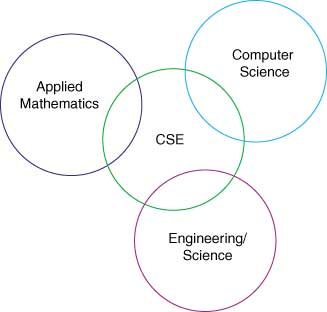 Computer
Science
Applied
Mathematics
CSE
Engineering/
Science